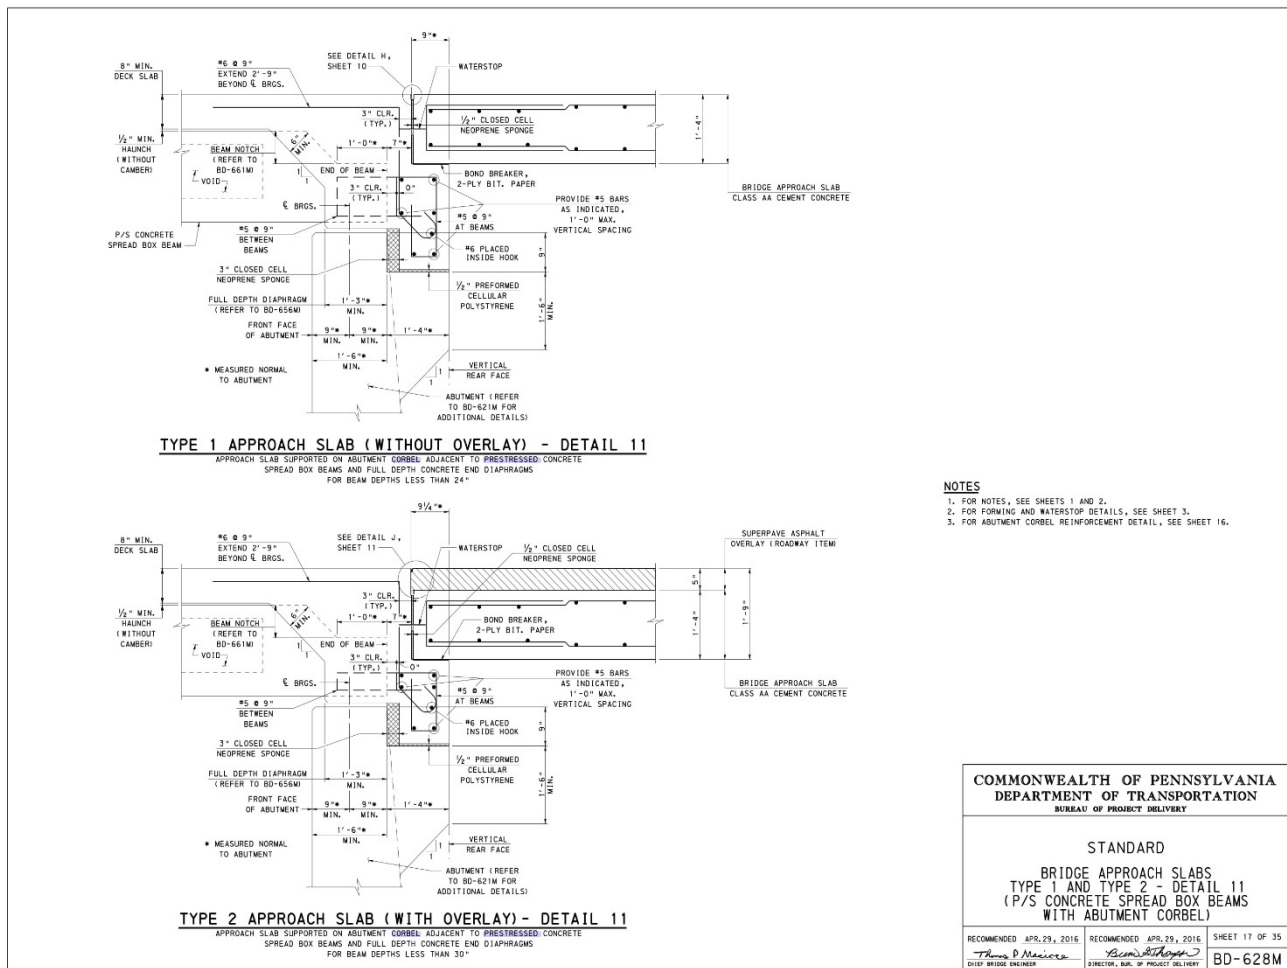 9"*
SEE DETAIL H,
SHEET 10
WATERSTOP
#6 @ 9"
EXTEND 2'-9"
BEYOND ℄ BRGS.
8" MIN.
DECK SLAB
3" CLR.
(TYP.)
½" CLOSED CELL
NEOPRENE SPONGE
1'-4"
½" MIN.
HAUNCH
(WITHOUT
CAMBER)
6"
MIN.
1'-0"*
7"*
BEAM NOTCH
(REFER TO
BD-661M)
VOID
1
1
END OF BEAM
3" CLR.
(TYP.)
0"
BOND BREAKER,
2-PLY BIT. PAPER
BRIDGE APPROACH SLAB
CLASS AA CEMENT CONCRETE
℄ BRGS.
PROVIDE #5 BARS
AS INDICATED,
1'-0" MAX.
VERTICAL SPACING
#5 @ 9"
AT BEAMS
P/S CONCRETE
SPREAD BOX BEAM
#5 @ 9"
BETWEEN
BEAMS
#6 PLACED
INSIDE HOOK
9"
3" CLOSED CELL
NEOPRENE SPONGE
½" PREFORMED
CELLULAR
POLYSTYRENE
1'-6"
MIN.
FULL DEPTH DIAPHRAGM
(REFER TO BD-656M)
1'-3"*
MIN.
FRONT FACE
OF ABUTMENT
9"*
MIN.
9"*
MIN.
1'-4"*
1'-6"*
MIN.
* MEASURED NORMAL
TO ABUTMENT
1
1
VERTICAL
REAR FACE
ABUTMENT (REFER
TO BD-621M FOR
ADDITIONAL DETAILS)
TYPE 1 APPROACH SLAB (WITHOUT OVERLAY) - DETAIL 11
APPROACH SLAB SUPPORTED ON ABUTMENT CORBEL ADJACENT TO PRESTRESSED CONCRETE
SPREAD BOX BEAMS AND FULL DEPTH CONCRETE END DIAPHRAGMS
FOR BEAM DEPTHS LESS THAN 24"
NOTES
1. FOR NOTES, SEE SHEETS 1 AND 2.
2. FOR FORMING AND WATERSTOP DETAILS, SEE SHEET 3.
3. FOR ABUTMENT CORBEL REINFORCEMENT DETAIL, SEE SHEET 16.
9¼"*
SEE DETAIL J,
SHEET 11
WATERSTOP
½" CLOSED CELL
NEOPRENE SPONGE
SUPERPAVE ASPHALT
OVERLAY (ROADWAY ITEM)
#6 @ 9"
EXTEND 2'-9"
BEYOND ℄ BRGS.
8" MIN.
DECK SLAB
5"
1'-4"
1'-9"
3" CLR.
(TYP.)
½" MIN.
HAUNCH
(WITHOUT
CAMBER)
6"
MIN.
1'-0"*
7"*
BOND BREAKER,
2-PLY BIT. PAPER
BEAM NOTCH
(REFER TO
BD-661M)
VOID
1
1
END OF BEAM
3" CLR.
(TYP.)
0"
PROVIDE #5 BARS
AS INDICATED,
1'-0" MAX.
VERTICAL SPACING
BRIDGE APPROACH SLAB
CLASS AA CEMENT CONCRETE
℄ BRGS.
#5 @ 9"
AT BEAMS
#5 @ 9"
BETWEEN
BEAMS
#6 PLACED
INSIDE HOOK
9"
3" CLOSED CELL
NEOPRENE SPONGE
½" PREFORMED
CELLULAR
POLYSTYRENE
1'-6"
MIN.
FULL DEPTH DIAPHRAGM
(REFER TO BD-656M)
1'-3"*
MIN.
FRONT FACE
OF ABUTMENT
9"*
MIN.
9"*
MIN.
1'-4"*
1'-6"*
MIN.
* MEASURED NORMAL
TO ABUTMENT
1
1
VERTICAL
REAR FACE
ABUTMENT (REFER
TO BD-621M FOR
ADDITIONAL DETAILS)
TYPE 2 APPROACH SLAB (WITH OVERLAY) - DETAIL 11
APPROACH SLAB SUPPORTED ON ABUTMENT CORBEL ADJACENT TO PRESTRESSED CONCRETE
SPREAD BOX BEAMS AND FULL DEPTH CONCRETE END DIAPHRAGMS
FOR BEAM DEPTHS LESS THAN 30"
COMMONWEALTH OF PENNSYLVANIA
DEPARTMENT OF TRANSPORTATION
BUREAU OF PROJECT DELIVERY
STANDARD
BRIDGE APPROACH SLABS
TYPE 1 AND TYPE 2 - DETAIL 11
(P/S CONCRETE SPREAD BOX BEAMS
WITH ABUTMENT CORBEL)
RECOMMENDED APR.29, 2016
Thomas P Macioce
CHIEF BRIDGE ENGINEER
RECOMMENDED APR.29, 2016
DIRECTOR, BUR. OF PROJECT DELIVERY
SHEET 17 OF 35
BD-628M